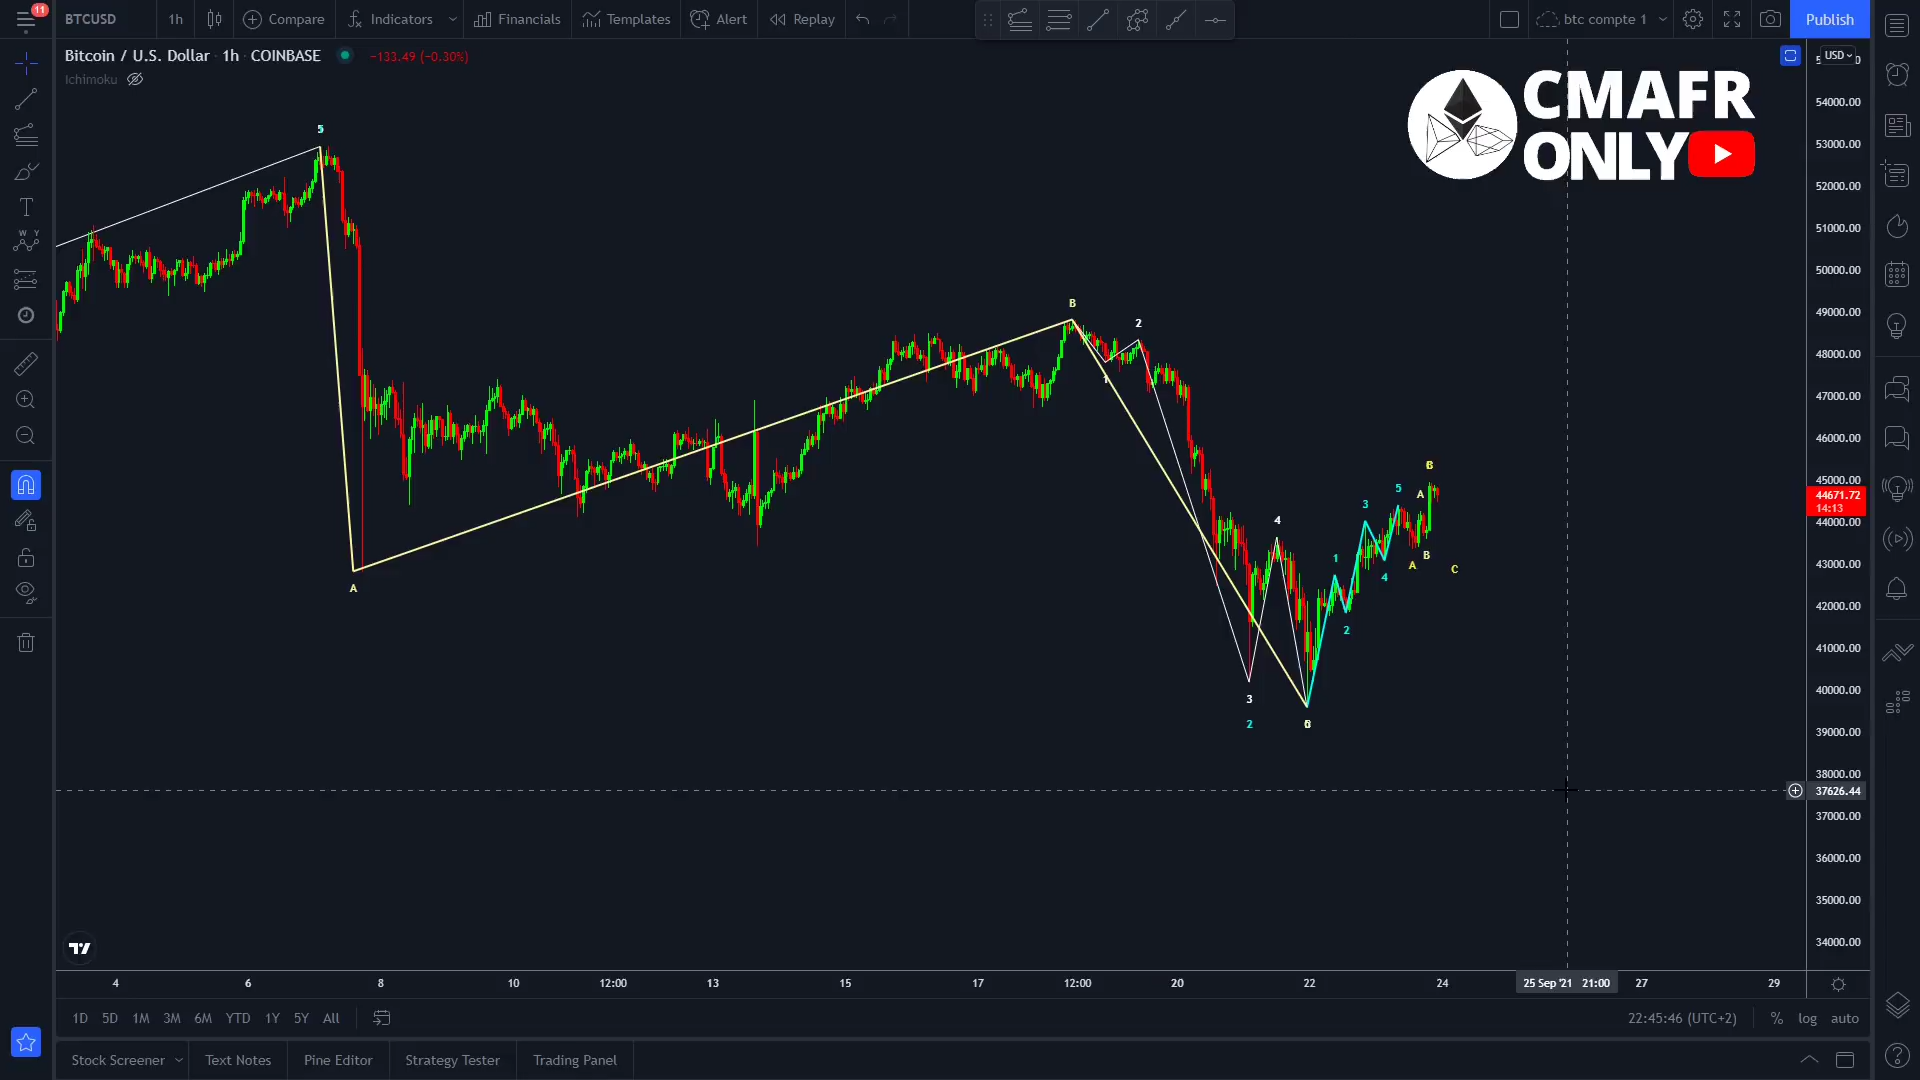 11
BTCUSD
1h
Compare
Indicators
Financials
Templates
Alert
Replay
btc compte 1
Publish
Bitcoin / U.S. Dollar · 1h · COINBASE
−133.49 (−0.30%)
Ichimoku
USD
CMAFR
ONLY
54000.00
53000.00
52000.00
51000.00
50000.00
49000.00
48000.00
47000.00
46000.00
45000.00
44671.72
14:13
44000.00
43000.00
42000.00
41000.00
40000.00
39000.00
38000.00
37626.44
37000.00
36000.00
35000.00
34000.00
5
B
2
1
A
4
3
2
1
2
3
4
5
A
B
A
B
C
4
6
8
10
12:00
13
15
17
12:00
20
22
24
25 Sep '21 21:00
27
29
1D
5D
1M
3M
6M
YTD
1Y
5Y
All
22:45:46 (UTC+2)
%
log
auto
Stock Screener
Text Notes
Pine Editor
Strategy Tester
Trading Panel